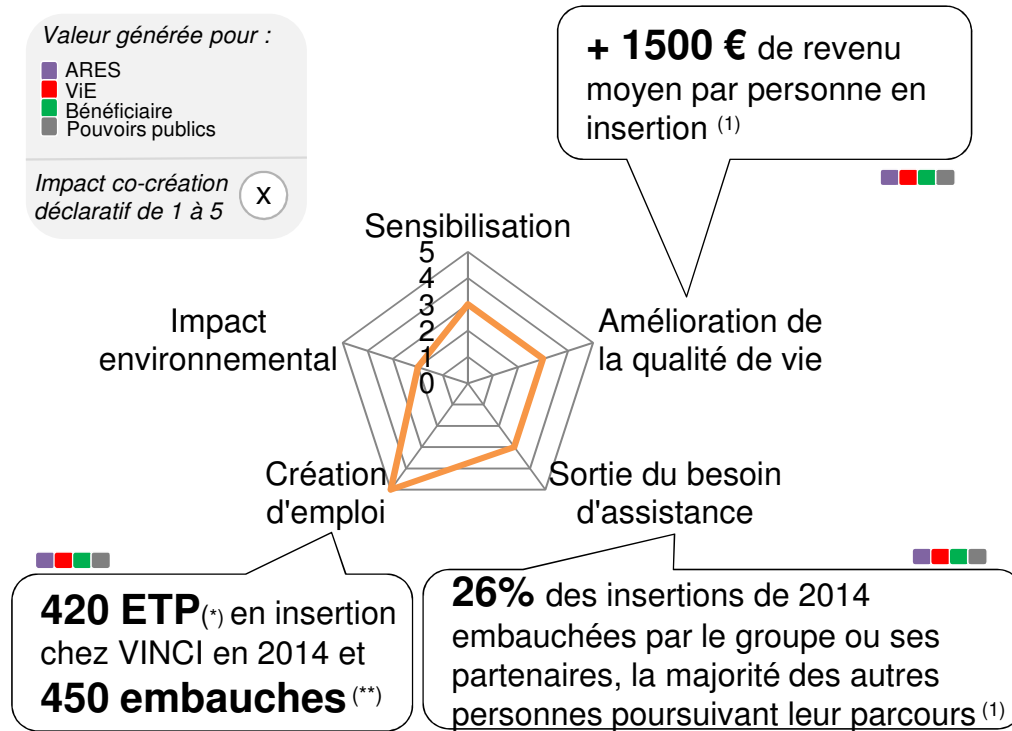 Valeur générée pour :
ARES
ViE
Bénéficiaire
Pouvoirs publics
Impact co-création
déclaratif de 1 à 5
X
+ 1500 € de revenu
moyen par personne en
insertion (1)
Sensibilisation
5
4
3
2
1
0
Impact
environnemental
Amélioration de
la qualité de vie
Création
d'emploi
Sortie du besoin
d'assistance
420 ETP(*) en insertion
chez VINCI en 2014 et
450 embauches (**)
26% des insertions de 2014
embauchées par le groupe ou ses
partenaires, la majorité des autres
personnes poursuivant leur parcours (1)